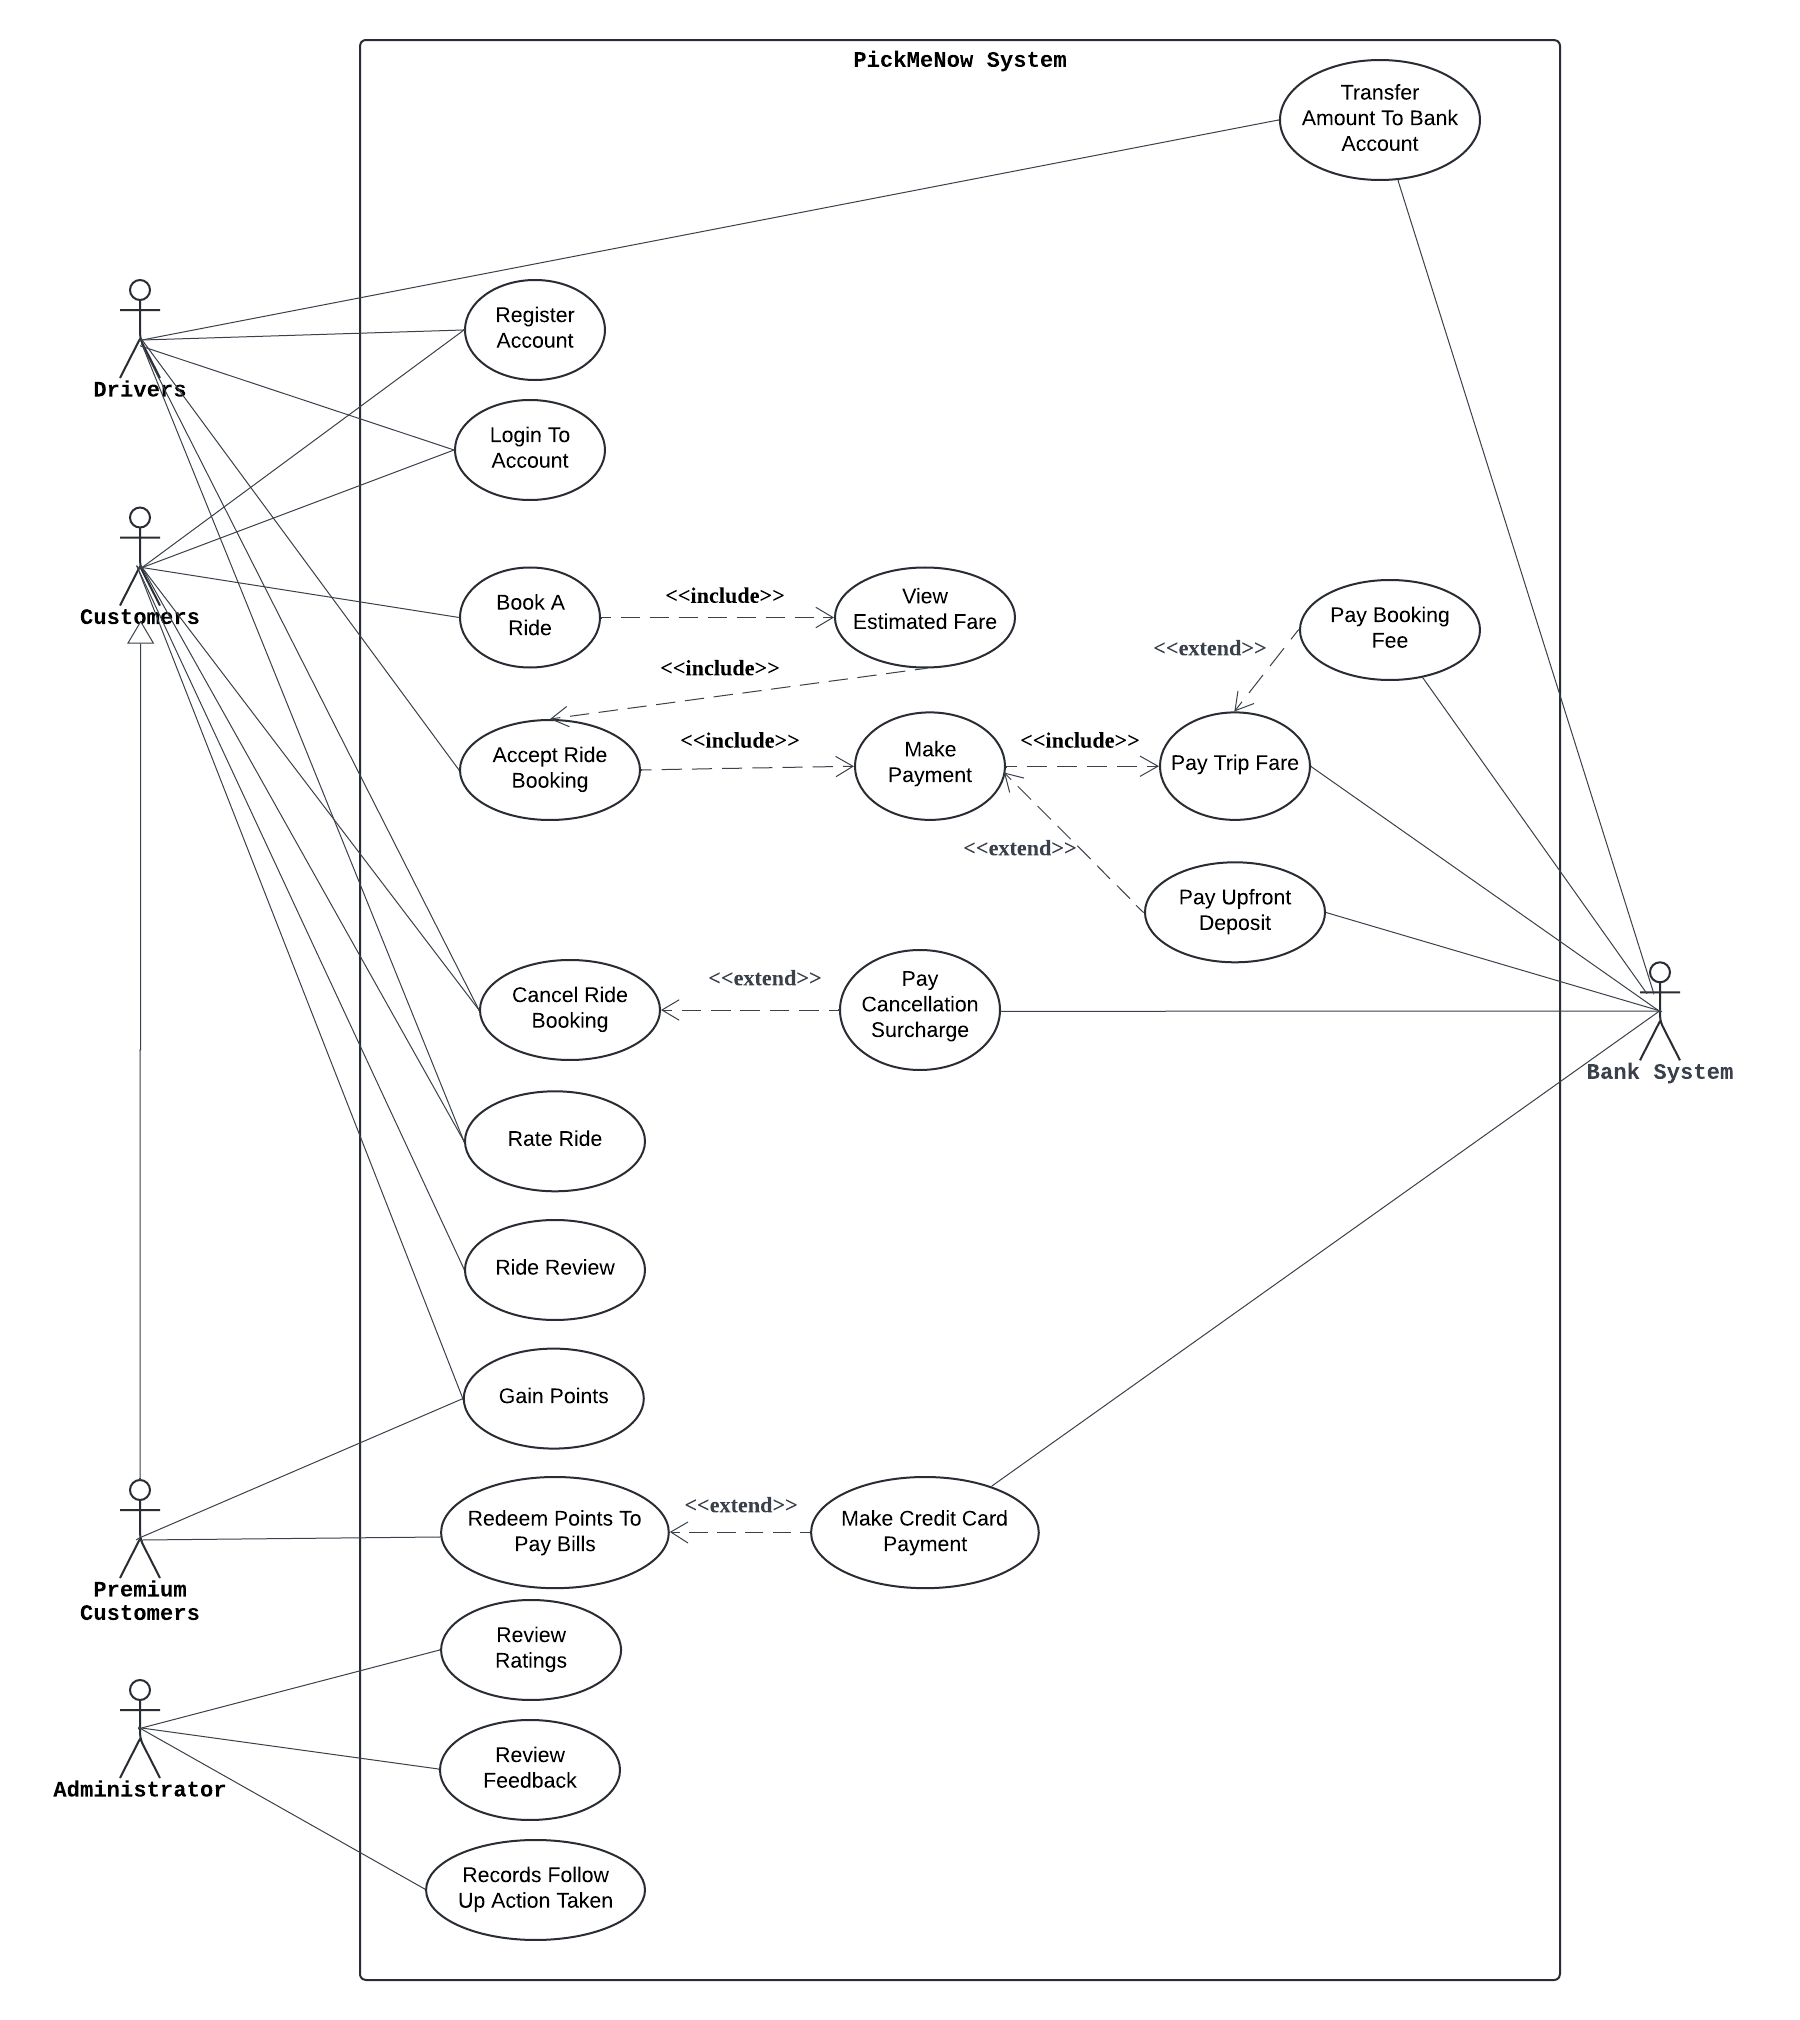 PickMeNow System
Transfer
Amount To Bank
Account
Register
Account
Drivers
Login To
Account
Customers
Book A
Ride
<<include>>
View
Estimated Fare
Pay Booking
Fee
<<extend>>
<<include>>
Accept Ride
Booking
<<include>>
Make
Payment
<<include>>
Pay Trip Fare
<<extend>>
Pay Upfront
Deposit
Cancel Ride
Booking
<<extend>>
Pay
Cancellation
Surcharge
Bank System
Rate Ride
Ride Review
Gain Points
Redeem Points To
Pay Bills
<<extend>>
Make Credit Card
Payment
Premium
Customers
Review
Ratings
Administrator
Review
Feedback
Records Follow
Up Action Taken